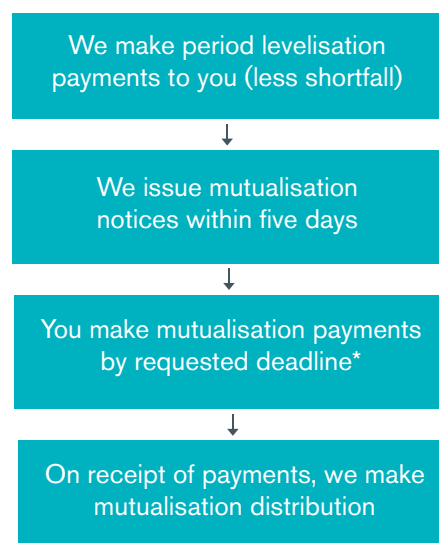 We make period levelisation
payments to you (less shortfall)
We issue mutualisation
notices within five days
You make mutualisation payments
by requested deadline*
On receipt of payments, we make
mutualisation distribution